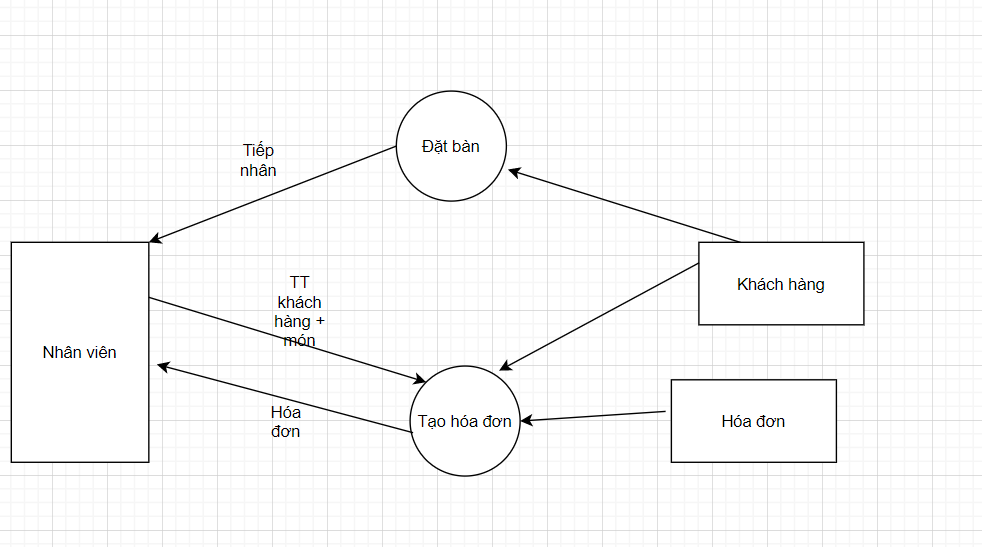 Đặt bàn
Tiếp
nhân
Khách hàng
TT
khách
hàng +
món
Nhân viên
Hóa
đơn
Tạo hóa đơn
Hóa đơn